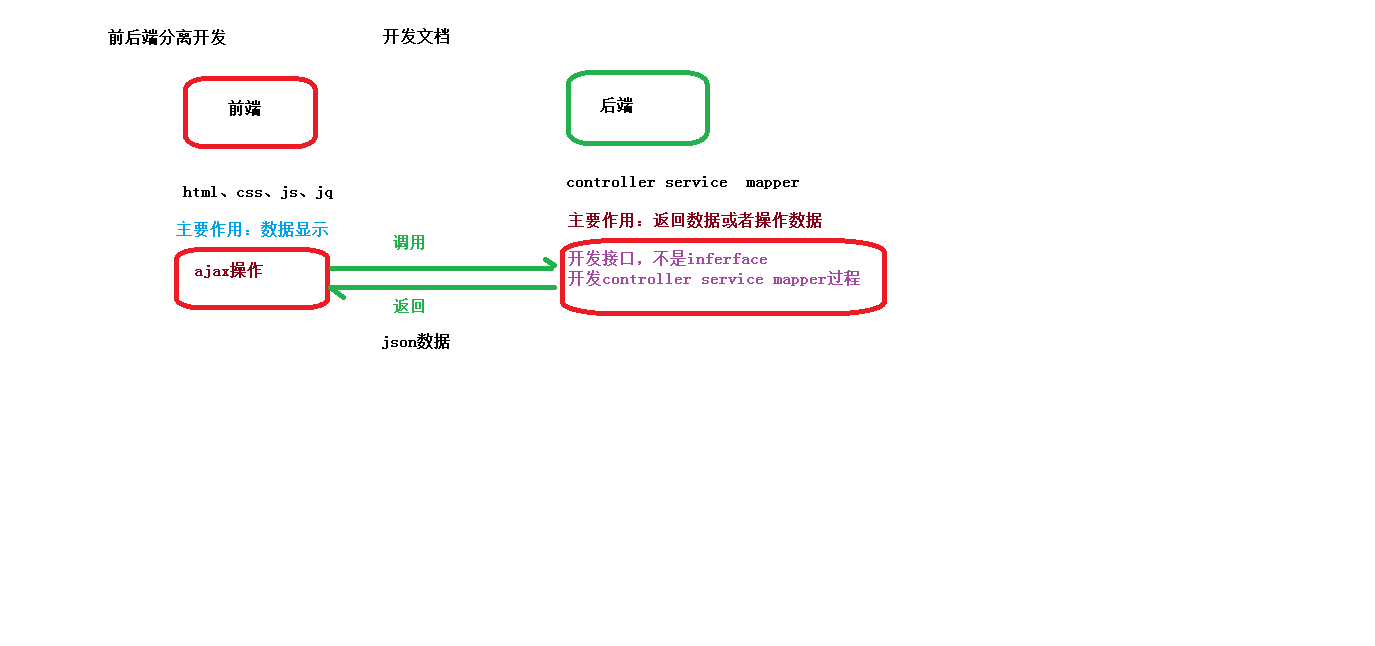 前后端分离开发
开发文档
前端
后端
html、css、js、jq
controller service  mapper
主要作用：数据显示
主要作用：返回数据或者操作数据
ajax操作
调用
开发接口，不是inferface
开发controller service mapper过程
返回
json数据